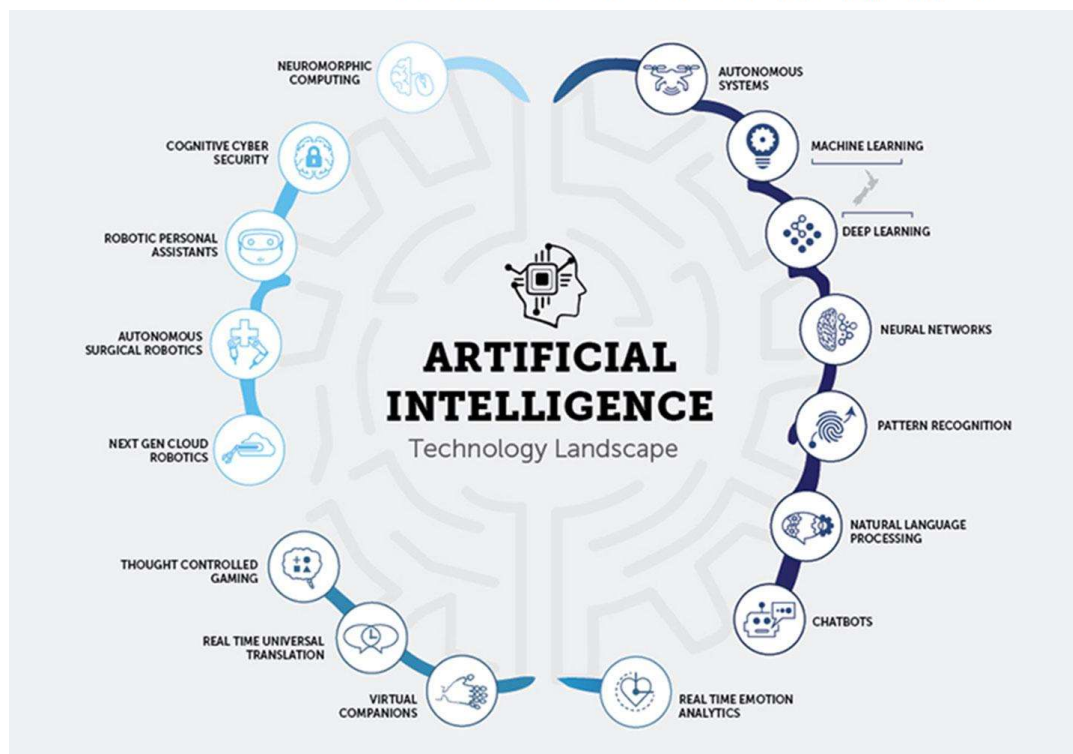 ARTIFICIAL
INTELLIGENCE
Technology Landscape
NEUROMORPHIC
COMPUTING
COGNITIVE CYBER
SECURITY
ROBOTIC PERSONAL
ASSISTANTS
AUTONOMOUS
SURGICAL ROBOTICS
NEXT GEN CLOUD
ROBOTICS
THOUGHT CONTROLLED
GAMING
REAL TIME UNIVERSAL
TRANSLATION
VIRTUAL
COMPANIONS
AUTONOMOUS
SYSTEMS
MACHINE LEARNING
DEEP LEARNING
NEURAL NETWORKS
PATTERN RECOGNITION
NATURAL LANGUAGE
PROCESSING
CHATBOTS
REAL TIME EMOTION
ANALYTICS